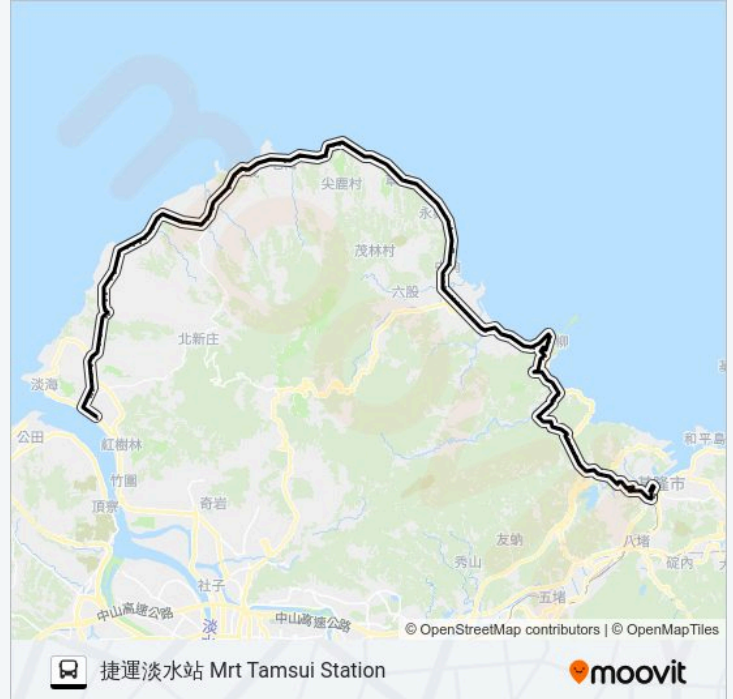 尖鹿村
茂林村
六股
北新庄
柳
淡海
公田
紅樹林
和平島
竹圍
頂寮
奇岩
隆市
友蚋
八堵
秀山
碇內
社子
五堵
中山高速公路
中山高速公路
淡
© OpenStreetMap contributors | © OpenMapTiles
捷運淡水站 Mrt Tamsui Station
moovit